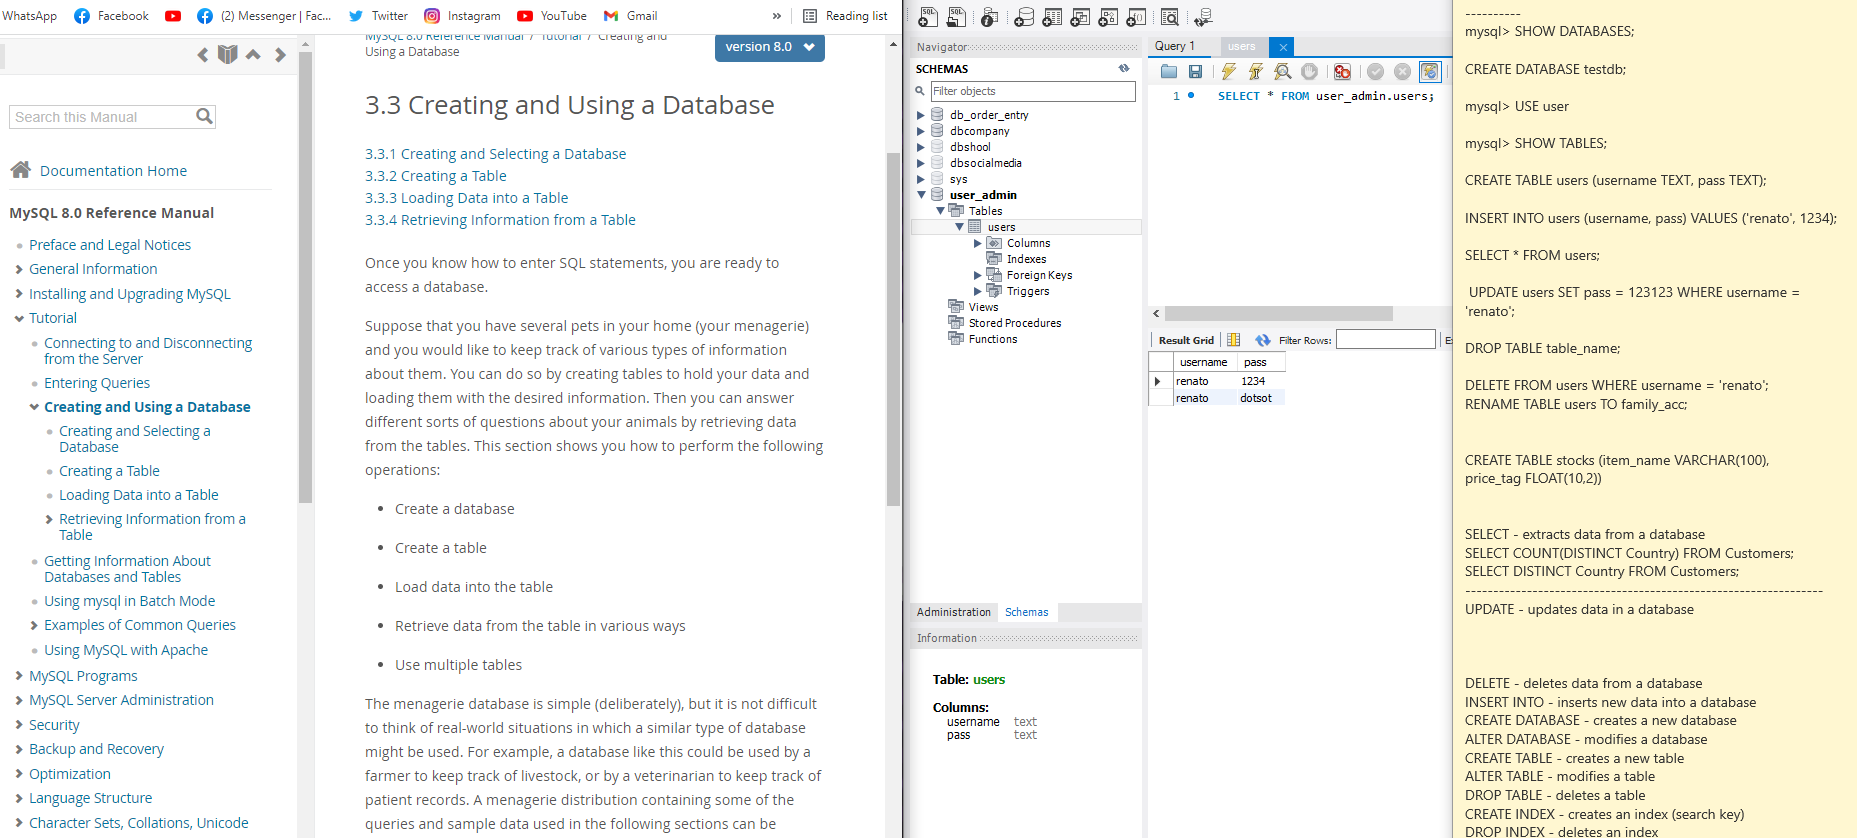 WhatsApp
Facebook
(2) Messenger | Fac...
Twitter
Instagram
YouTube
Gmail
»
Reading list
Search this Manual
Documentation Home
MySQL 8.0 Reference Manual
Preface and Legal Notices
General Information
Installing and Upgrading MySQL
Tutorial
Connecting to and Disconnecting
from the Server
Entering Queries
Creating and Using a Database
Creating and Selecting a
Database
Creating a Table
Loading Data into a Table
Retrieving Information from a
Table
Getting Information About
Databases and Tables
Using mysql in Batch Mode
Examples of Common Queries
Using MySQL with Apache
MySQL Programs
MySQL Server Administration
Security
Backup and Recovery
Optimization
Language Structure
Character Sets, Collations, Unicode
MySQL 8.0 Reference Manual / Tutorial / Creating and
Using a Database
version 8.0
3.3 Creating and Using a Database
3.3.1 Creating and Selecting a Database
3.3.2 Creating a Table
3.3.3 Loading Data into a Table
3.3.4 Retrieving Information from a Table
Once you know how to enter SQL statements, you are ready to
access a database.
Suppose that you have several pets in your home (your menagerie)
and you would like to keep track of various types of information
about them. You can do so by creating tables to hold your data and
loading them with the desired information. Then you can answer
different sorts of questions about your animals by retrieving data
from the tables. This section shows you how to perform the following
operations:
• Create a database
• Create a table
• Load data into the table
• Retrieve data from the table in various ways
• Use multiple tables
The menagerie database is simple (deliberately), but it is not difficult
to think of real-world situations in which a similar type of database
might be used. For example, a database like this could be used by a
farmer to keep track of livestock, or by a veterinarian to keep track of
patient records. A menagerie distribution containing some of the
queries and sample data used in the following sections can be
Navigator
SCHEMAS
Filter objects
db_order_entry
dbcompany
dbshool
dbsocialmedia
sys
user_admin
Tables
users
Columns
Indexes
Foreign Keys
Triggers
Views
Stored Procedures
Functions
Administration Schemas
Information
Table: users
Columns:
username text
pass text
Query 1
users
1 SELECT * FROM user_admin.users;
Result Grid
Filter Rows:
username pass
renato 1234
renato dotsot
----------
mysql> SHOW DATABASES;
CREATE DATABASE testdb;
mysql> USE user
mysql> SHOW TABLES;
CREATE TABLE users (username TEXT, pass TEXT);
INSERT INTO users (username, pass) VALUES ('renato', 1234);
SELECT * FROM users;
UPDATE users SET pass = 123123 WHERE username =
'renato';
DROP TABLE table_name;
DELETE FROM users WHERE username = 'renato';
RENAME TABLE users TO family_acc;
CREATE TABLE stocks (item_name VARCHAR(100),
price_tag FLOAT(10,2))
SELECT - extracts data from a database
SELECT COUNT(DISTINCT Country) FROM Customers;
SELECT DISTINCT Country FROM Customers;
-----------------------------------------------------------------
UPDATE - updates data in a database
DELETE - deletes data from a database
INSERT INTO - inserts new data into a database
CREATE DATABASE - creates a new database
ALTER DATABASE - modifies a database
CREATE TABLE - creates a new table
ALTER TABLE - modifies a table
DROP TABLE - deletes a table
CREATE INDEX - creates an index (search key)
DROP INDEX - deletes an index